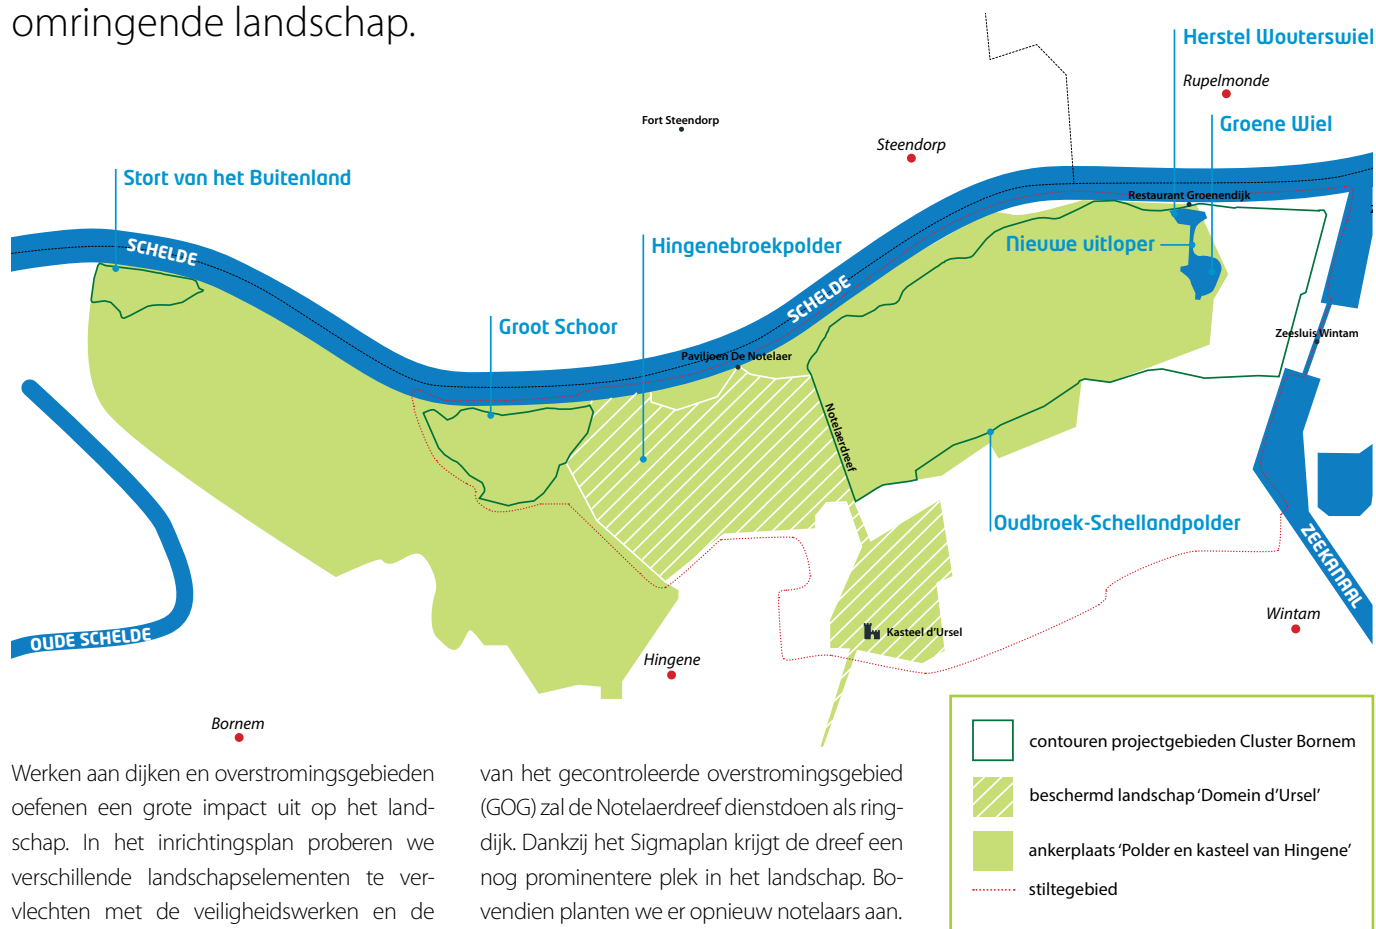 omringende landschap.
Herstel Wouterswiel
Rupelmonde
Groene Wiel
Fort Steendorp
Steendorp
Stort van het Buitenland
Restaurant Groenendijk
SCHELDE
Hingenebroekpolder
Nieuwe uitloper
SCHELDE
Groot Schoor
Zeesluis Wintam
Paviljoen De Notelaer
Notelaerdreef
Oudbroek-Schellandpolder
ZEEKANAAL
OUDE SCHELDE
Kasteel d'Ursel
Wintam
Hingene
Bornem
contouren projectgebieden Cluster Bornem
beschermd landschap 'Domein d'Ursel'
ankerplaats 'Polder en kasteel van Hingene'
stiltegebied
Werken aan dijken en overstromingsgebieden
oefenen een grote impact uit op het land-
schap. In het inrichtingsplan proberen we
verschillende landschapselementen te ver-
vlechten met de veiligheidswerken en de
van het gecontroleerde overstromingsgebied
(GOG) zal de Notelaerdreef dienstdoen als ring-
dijk. Dankzij het Sigmaplan krijgt de dreef een
nog prominentere plek in het landschap. Bo-
vendien planten we er opnieuw notelaars aan.